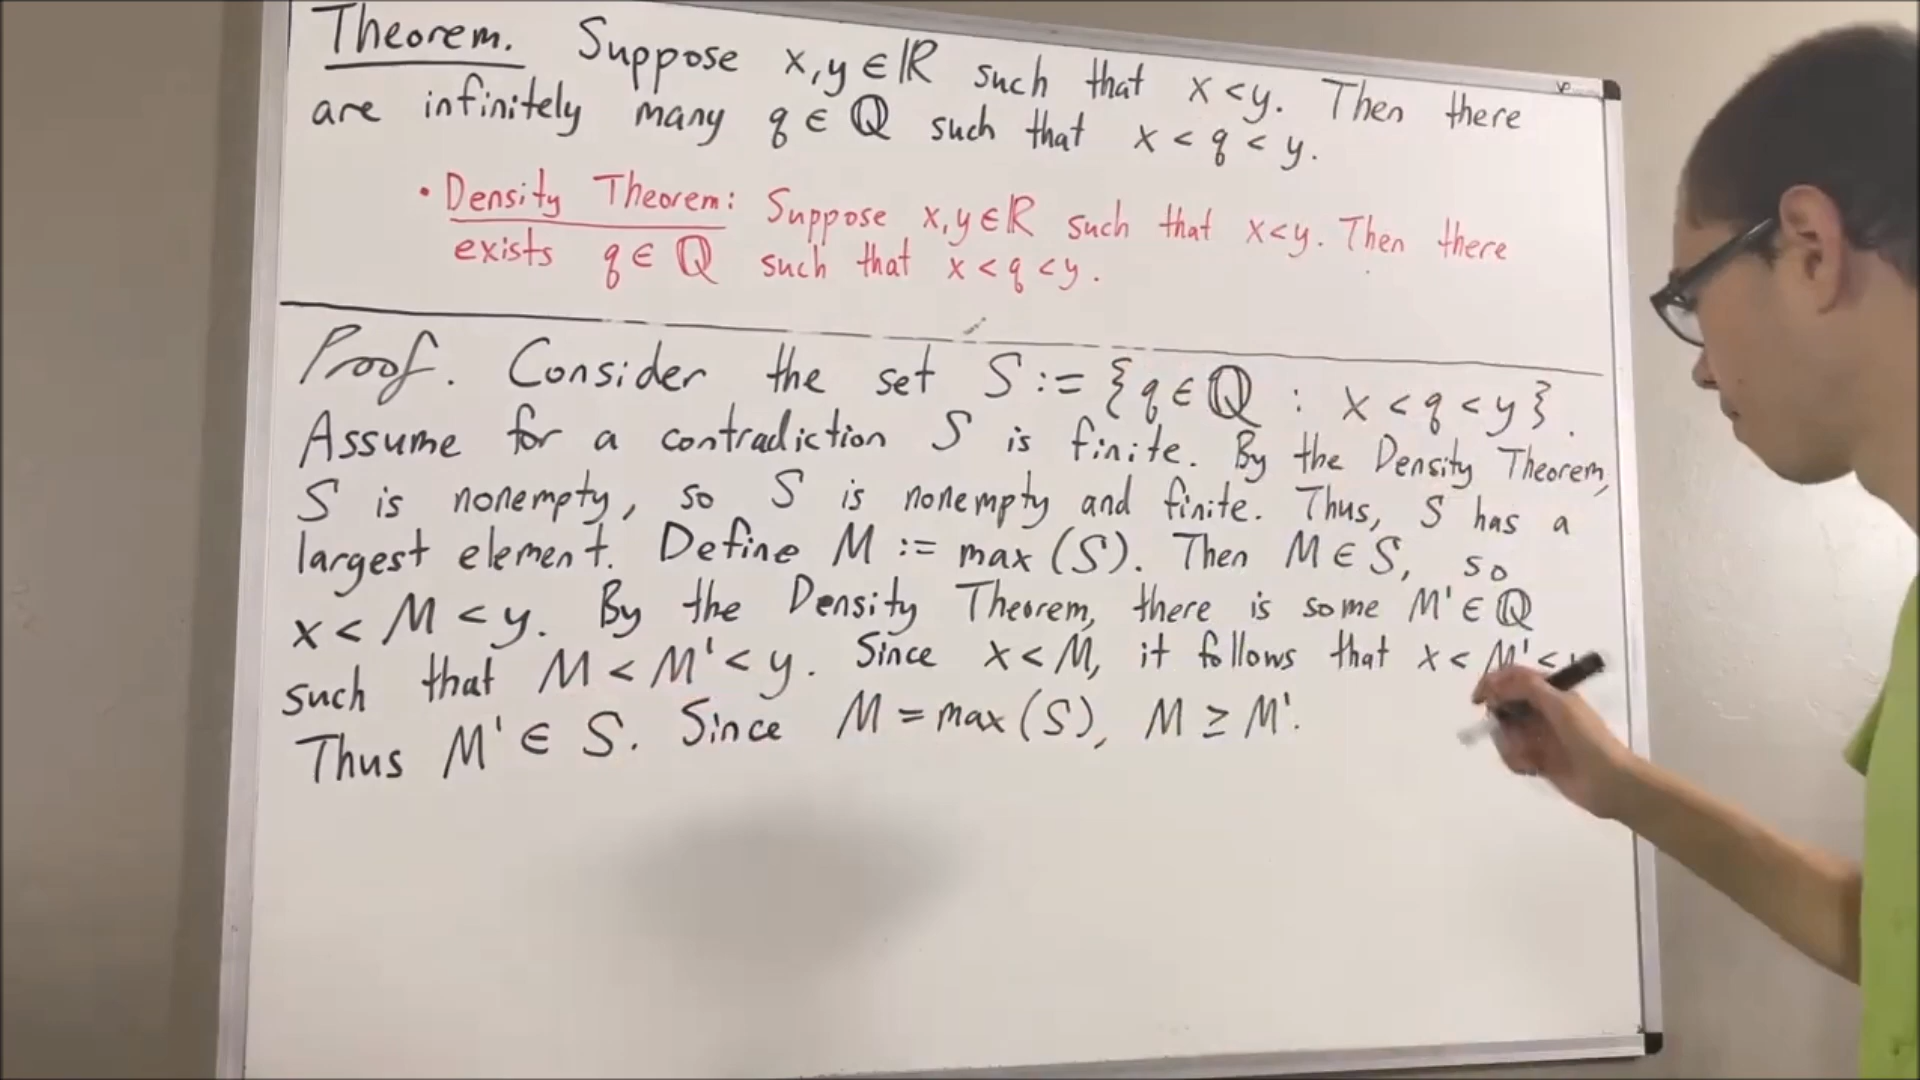 Theorem. Suppose x, y ∈ ℝ such that x < y. Then there
are infinitely many q ∈ ℚ such that x < q < y.
• Density Theorem: Suppose x, y ∈ ℝ such that x < y. Then there
exists q ∈ ℚ such that x < q < y.
Proof. Consider the set S := {q ∈ ℚ : x < q < y}.
Assume for a contradiction S is finite. By the Density Theorem,
S is nonempty, so S is nonempty and finite. Thus, S has a
largest element. Define M := max (S). Then M ∈ S, so
x < M < y. By the Density Theorem, there is some M' ∈ ℚ
such that M < M' < y. Since x < M, it follows that x < M' <
Thus M' ∈ S. Since M = max (S), M ≥ M'.